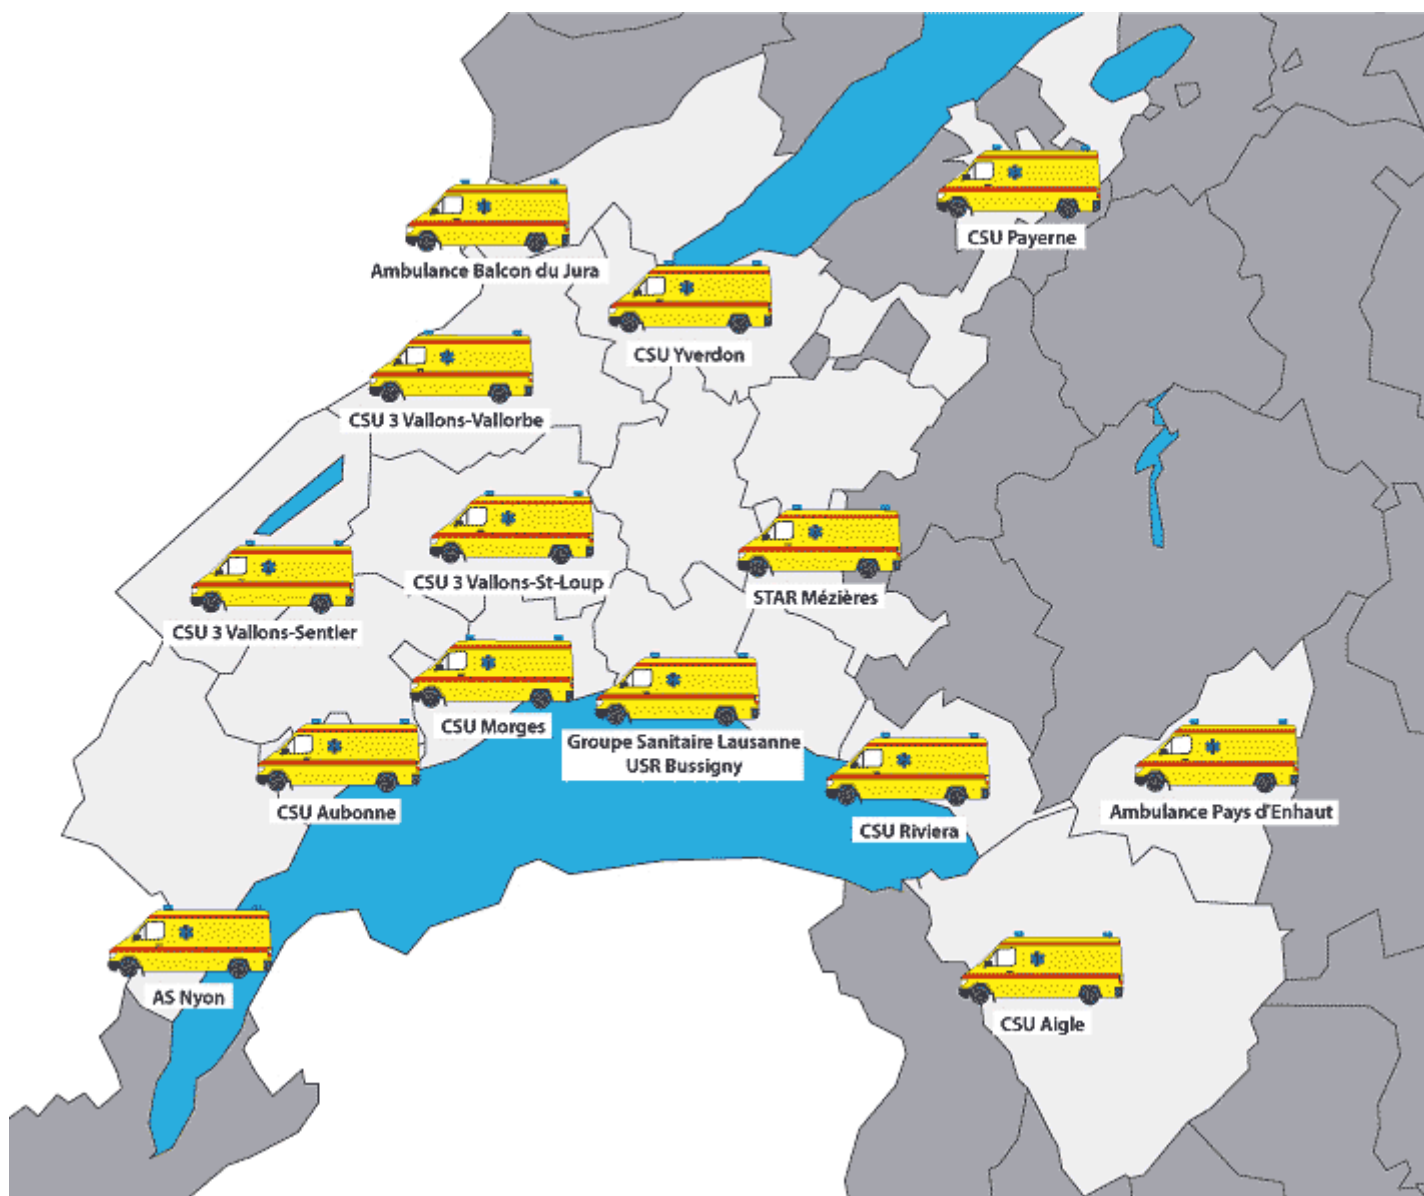 CSU Payerne
Ambulance Balcon du Jura
CSU Yverdon
CSU 3 Vallons-Vallorbe
CSU 3 Vallons-St-Loup
STAR Mézières
CSU 3 Vallons-Sentier
CSU Morges
Groupe Sanitaire Lausanne
USR Bussigny
CSU Aubonne
CSU Riviera
Ambulance Pays d'Enhaut
AS Nyon
CSU Aigle